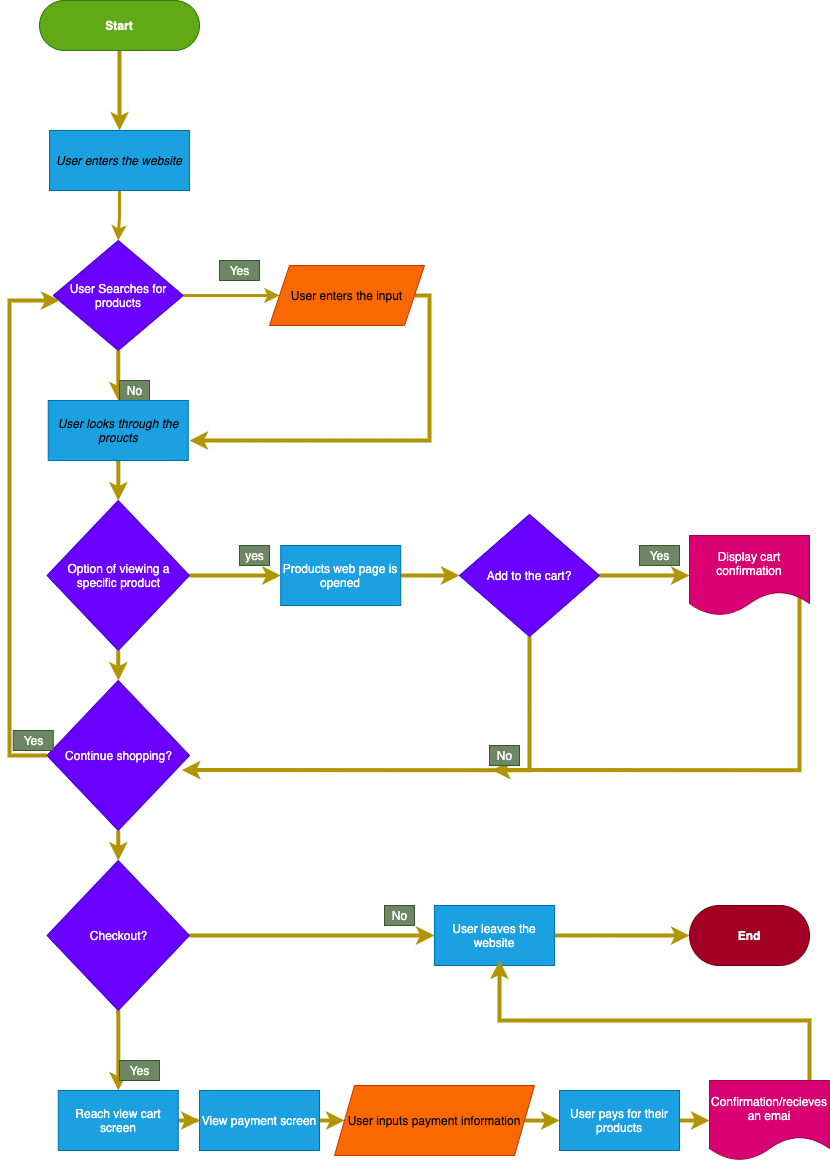 Start
User enters the website
User Searches for
products
Yes
User enters the input
No
User looks through the
proucts
Option of viewing a
specific product
yes
Products web page is
opened
Add to the cart?
Yes
Display cart
confirmation
Yes
Continue shopping?
No
Checkout?
No
User leaves the
website
End
Yes
Reach view cart
screen
View payment screen
User inputs payment information
User pays for their
products
Confirmation/recieves
an emai